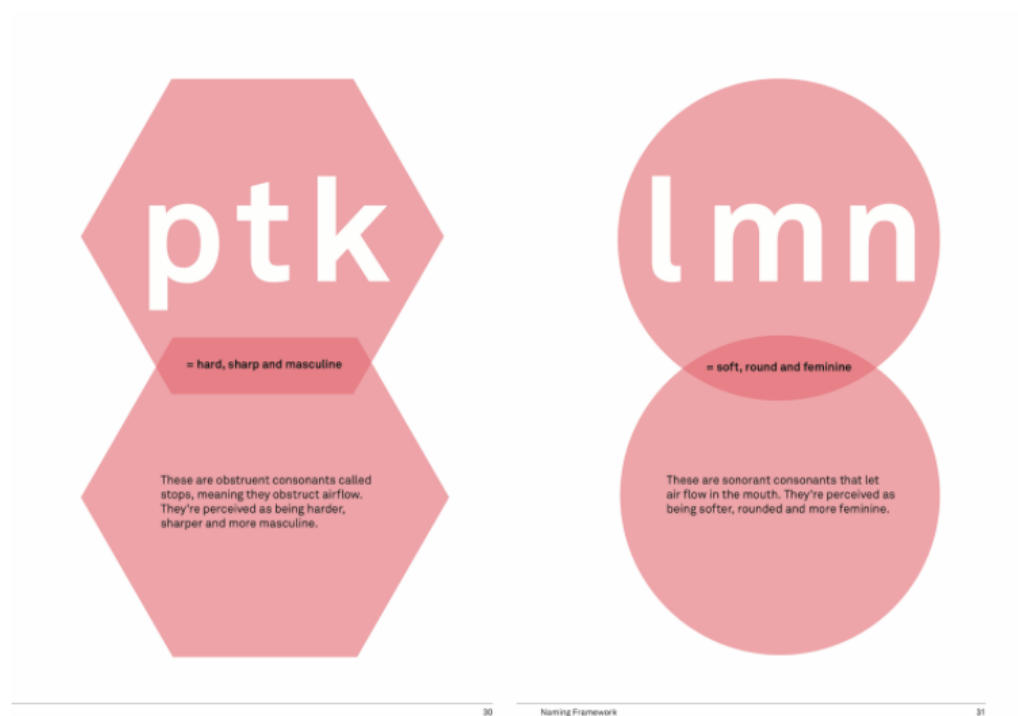 ptk
= hard, sharp and masculine
These are obstruent consonants called
stops, meaning they obstruct airflow.
They're perceived as being harder,
sharper and more masculine.
30
lmn
= soft, round and feminine
These are sonorant consonants that let
air flow in the mouth. They're perceived as
being softer, rounded and more feminine.
Naming Framework
31